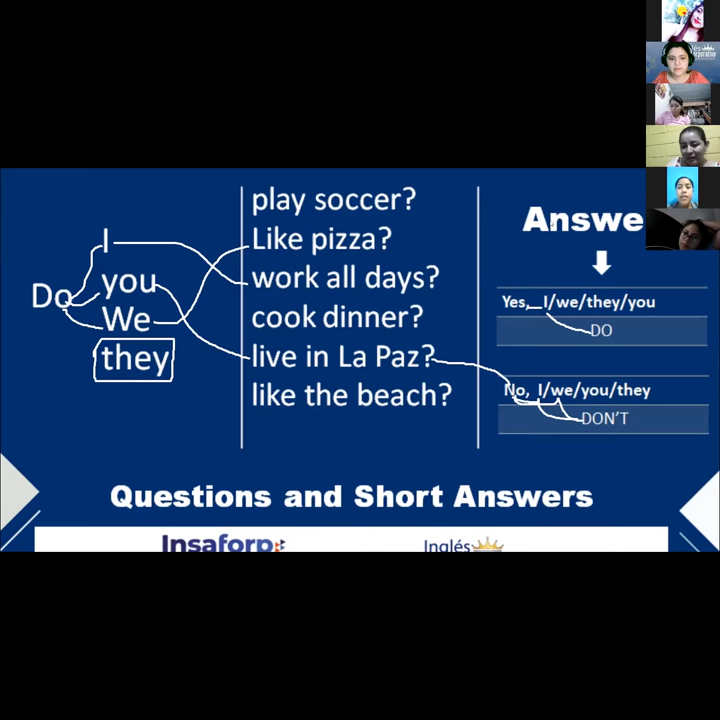 Do
I
you
We
they
play soccer?
Like pizza?
work all days?
cook dinner?
live in La Paz?
like the beach?
Answe
Yes, I/we/they/you
DO
No, I/we/you/they
DON'T
Questions and Short Answers
Insaforp
Inglés